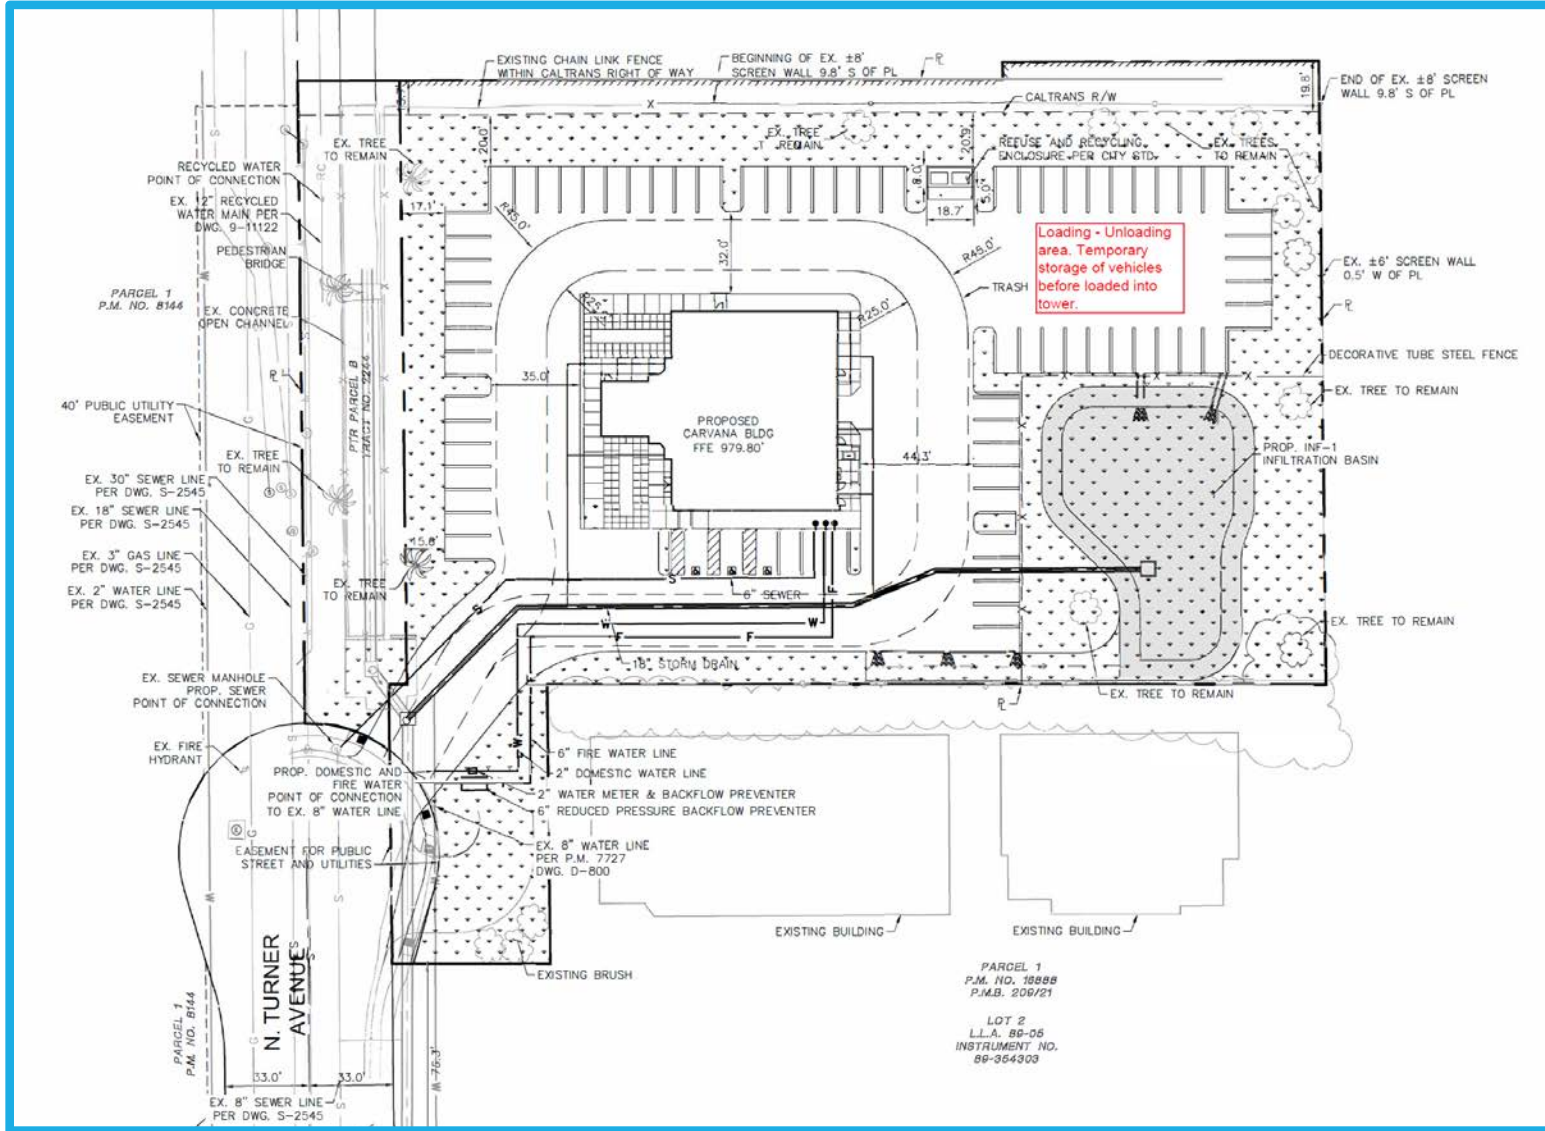 EXISTING CHAIN LINK FENCE
WITHIN CALTRANS RIGHT OF WAY
BEGINNING OF EX. ±8'
SCREEN WALL 9.8' S OF PL
END OF EX. ±8' SCREEN
WALL 9.8' S OF PL
19.8'
CALTRANS R/W
20.0'
20.9'
EX. TREE
TO REMAIN
EX. TREE
REMAIN
REFUSE AND RECYCLING
ENCLOSURE PER CITY STD.
EX. TREES
TO REMAIN
RECYCLED WATER
POINT OF CONNECTION
EX. 12" RECYCLED
WATER MAIN PER
DWG. 9-11122
PEDESTRIAN
BRIDGE
17.1'
R45.0'
32.0'
8.0'
5.0'
18.7'
R45.0'
Loading - Unloading
area. Temporary
storage of vehicles
before loaded into
tower.
TRASH
EX. ±6' SCREEN WALL
0.5' W OF PL
PARCEL 1
P.M. NO. 8144
EX. CONCRETE
OPEN CHANNEL
R25.0'
R25.0'
PTR PARCEL B
TRACT NO. 2244
DECORATIVE TUBE STEEL FENCE
35.0'
EX. TREE TO REMAIN
40' PUBLIC UTILITY
EASEMENT
PROPOSED
CARVANA BLDG
FFE 979.80'
44.3'
PROP. INF-1
INFILTRATION BASIN
EX. TREE
TO REMAIN
EX. 30" SEWER LINE
PER DWG. S-2545
EX. 18" SEWER LINE
PER DWG. S-2545
EX. 3" GAS LINE
PER DWG. S-2545
EX. 2" WATER LINE
PER DWG. S-2545
15.8'
EX. TREE
TO REMAIN
6" SEWER
18" STORM DRAIN
EX. TREE TO REMAIN
EX. TREE TO REMAIN
EX. SEWER MANHOLE
PROP. SEWER
POINT OF CONNECTION
EX. FIRE
HYDRANT
PROP. DOMESTIC AND
FIRE WATER
POINT OF CONNECTION
TO EX. 8" WATER LINE
6" FIRE WATER LINE
2" DOMESTIC WATER LINE
2" WATER METER & BACKFLOW PREVENTER
6" REDUCED PRESSURE BACKFLOW PREVENTER
EX. 8" WATER LINE
PER P.M. 7727
DWG. D-800
EASEMENT FOR PUBLIC
STREET AND UTILITIES
EXISTING BUILDING
EXISTING BUILDING
EXISTING BRUSH
PARCEL 1
P.M. NO. 16888
P.M.B. 209/21
LOT 2
L.L.A. 89-05
INSTRUMENT NO.
89-354303
N. TURNER
AVENUE
PARCEL 1
P.M. NO. 8144
33.0'
33.0'
EX. 8" SEWER LINE
PER DWG. S-2545